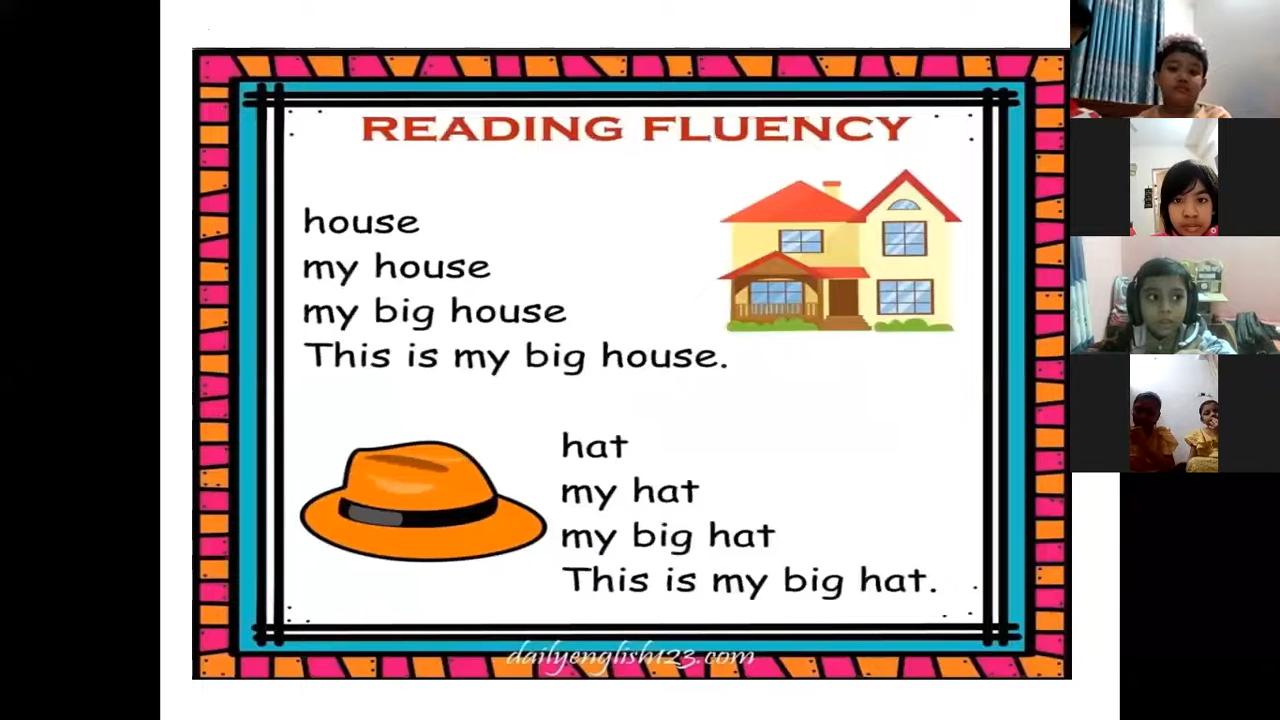 READING FLUENCY
house
my house
my big house
This is my big house.
hat
my hat
my big hat
This is my big hat.
dailyenglish123.com